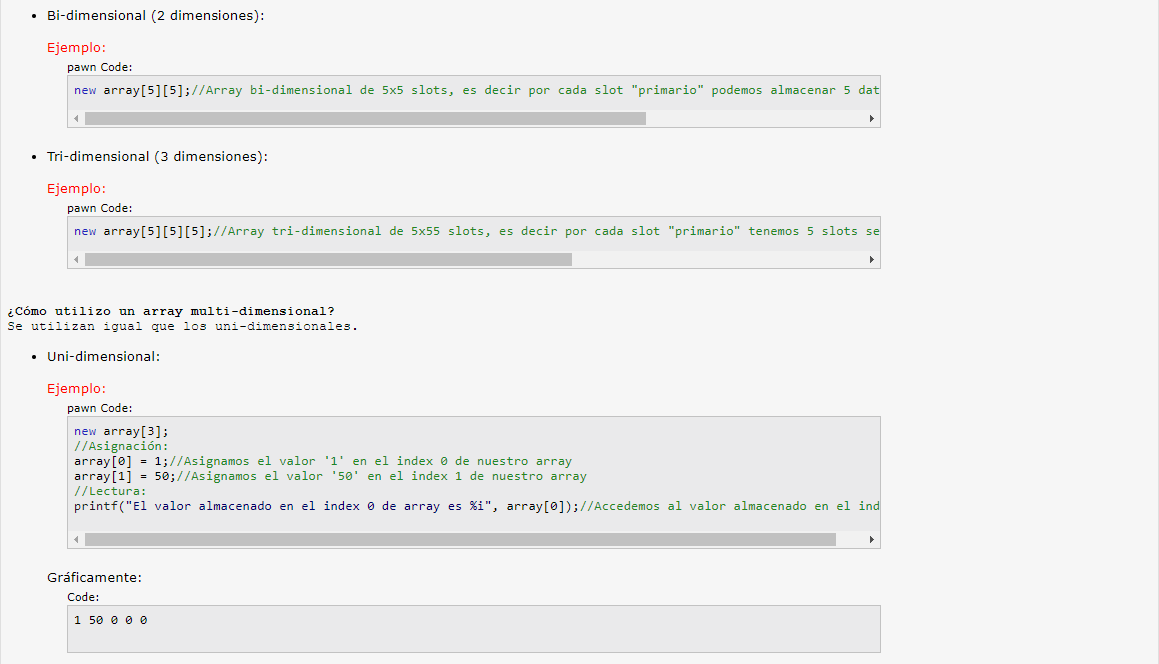 Bi-dimensional (2 dimensiones):
Ejemplo:
pawn Code:
new array[5][5];//Array bi-dimensional de 5x5 slots, es decir por cada slot "primario" podemos almacenar 5 dat
Tri-dimensional (3 dimensiones):
Ejemplo:
pawn Code:
new array[5][5][5];//Array tri-dimensional de 5x55 slots, es decir por cada slot "primario" tenemos 5 slots se
¿Cómo utilizo un array multi-dimensional?
Se utilizan igual que los uni-dimensionales.
Uni-dimensional:
Ejemplo:
pawn Code:
new array[3];
//Asignación:
array[0] = 1;//Asignamos el valor '1' en el index 0 de nuestro array
array[1] = 50;//Asignamos el valor '50' en el index 1 de nuestro array
//Lectura:
printf("El valor almacenado en el index 0 de array es %i", array[0]);//Accedemos al valor almacenado en el ind
Gráficamente:
Code:
1 50 0 0 0